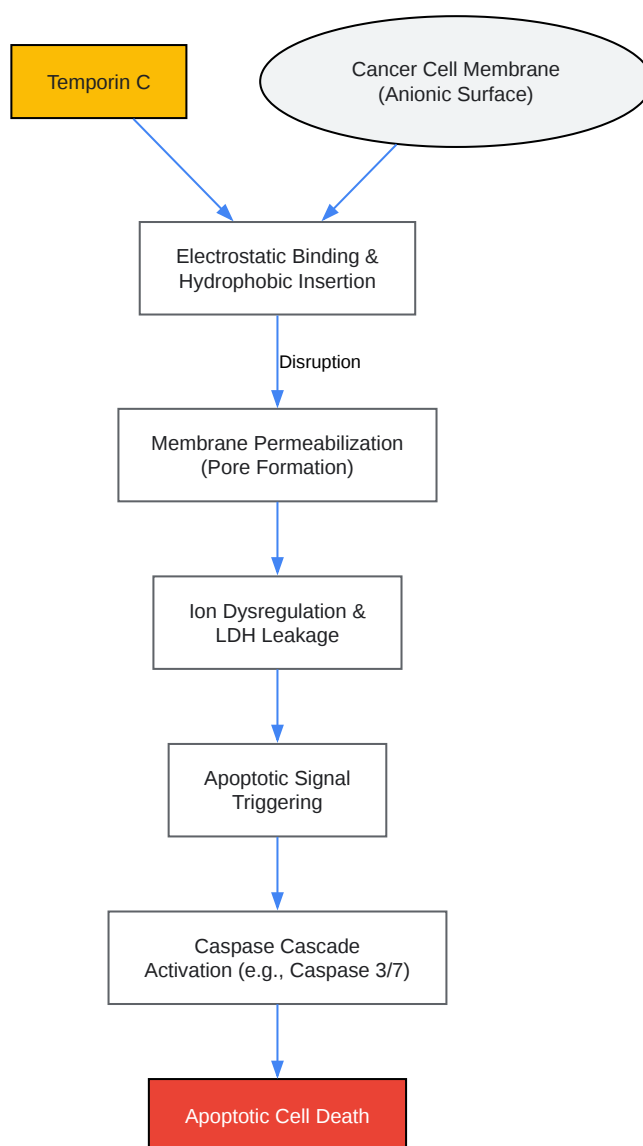 Temporin C
Cancer Cell Membrane
(Anionic Surface)
Electrostatic Binding &
Hydrophobic Insertion
Disruption
Membrane Permeabilization
(Pore Formation)
Ion Dysregulation &
LDH Leakage
Apoptotic Signal
Triggering
Caspase Cascade
Activation (e.g., Caspase 3/7)
Apoptotic Cell Death